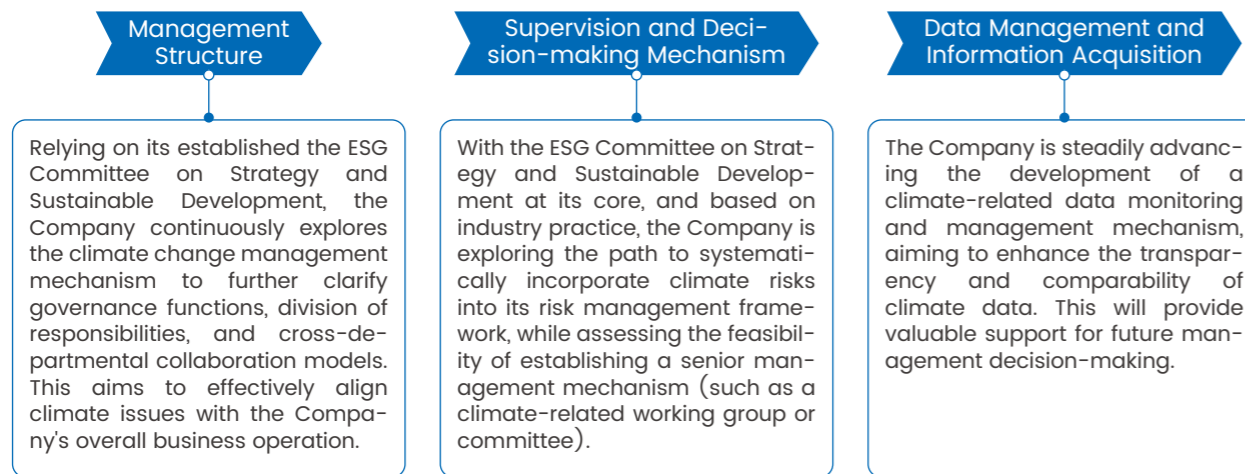 Management
Structure
Relying on its established the ESG
Committee on Strategy and
Sustainable Development, the
Company continuously explores
the climate change management
mechanism to further clarify
governance functions, division of
responsibilities, and cross-de-
partmental collaboration models.
This aims to effectively align
climate issues with the Compa-
ny's overall business operation.
Supervision and Deci-
sion-making Mechanism
With the ESG Committee on Strat-
egy and Sustainable Develop-
ment at its core, and based on
industry practice, the Company is
exploring the path to systemati-
cally incorporate climate risks
into its risk management frame-
work, while assessing the feasibil-
ity of establishing a senior man-
agement mechanism (such as a
climate-related working group or
committee).
Data Management and
Information Acquisition
The Company is steadily advanc-
ing the development of a
climate-related data monitoring
and management mechanism,
aiming to enhance the transpar-
ency and comparability of
climate data. This will provide
valuable support for future man-
agement decision-making.